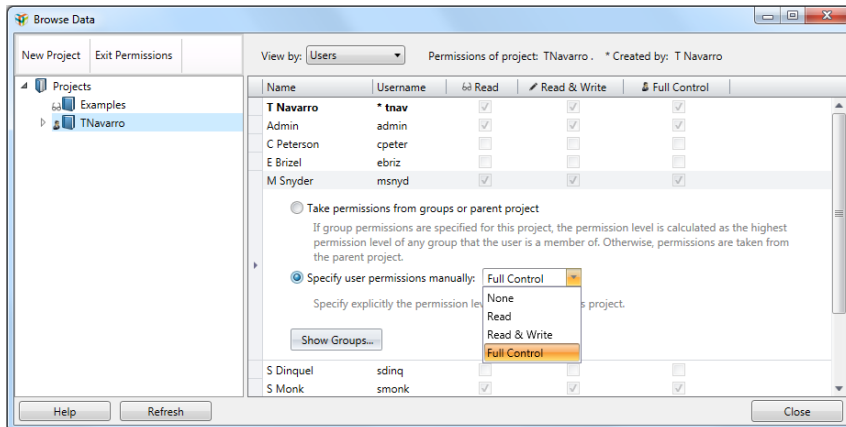 Browse Data
New Project Exit Permissions
View by: Users Permissions of project: TNavarro . * Created by: T Navarro
Projects
Examples
TNavarro
Name Username Read Read & Write Full Control
T Navarro * tnav
Admin admin
C Peterson cpeter
E Brizel ebriz
M Snyder msnyd
Take permissions from groups or parent project
If group permissions are specified for this project, the permission level is calculated as the highest
permission level of any group that the user is a member of. Otherwise, permissions are taken from
the parent project.
Specify user permissions manually: Full Control
None
Specify explicitly the permission project.
Read
Read & Write
Full Control
Show Groups...
S Dinquel sdinq
S Monk smonk
Help Refresh Close